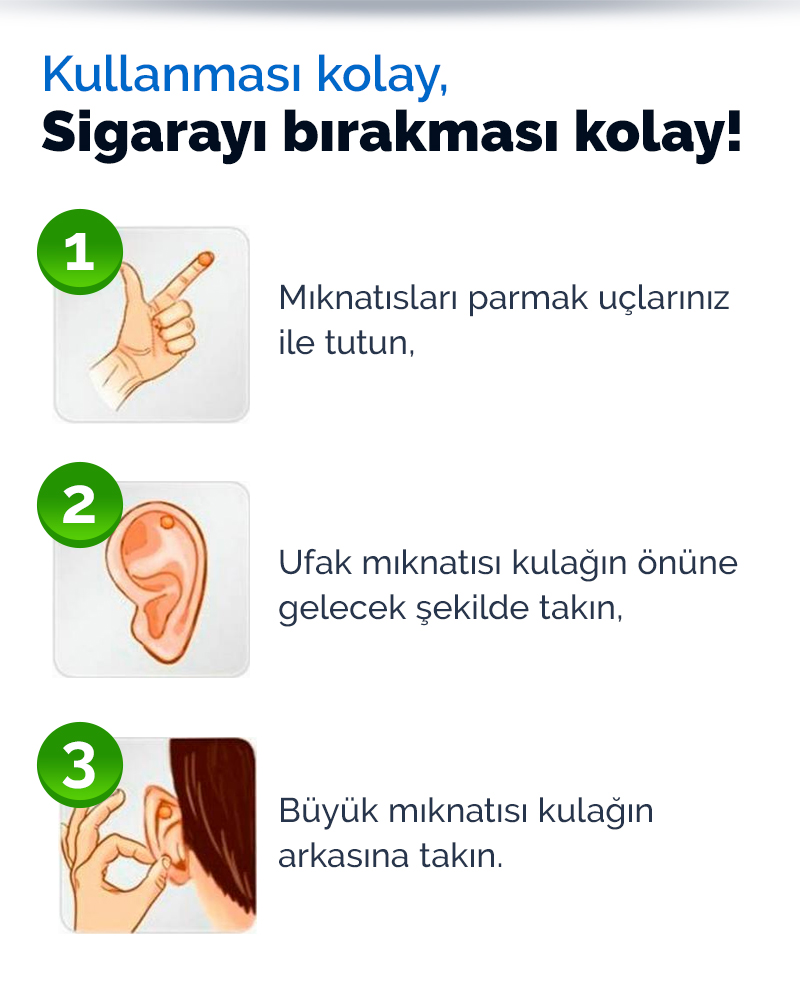 Kullanması kolay,
Sigarayı bırakması kolay!
1
Mıknatısları parmak uçlarınız
ile tutun,
2
Ufak mıknatısı kulağın önüne
gelecek şekilde takın,
3
Büyük mıknatısı kulağın
arkasına takın.